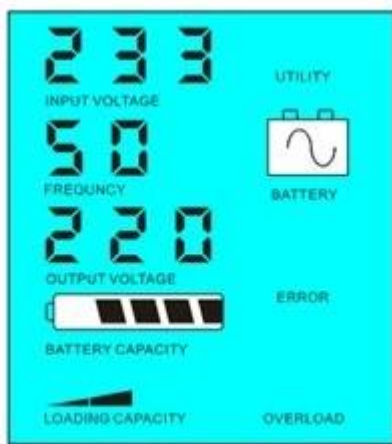 233
UTILITY
INPUT VOLTAGE
50
FREQUNCY
BATTERY
220
OUTPUT VOLTAGE
ERROR
BATTERY CAPACITY
LOADING CAPACITY
OVERLOAD